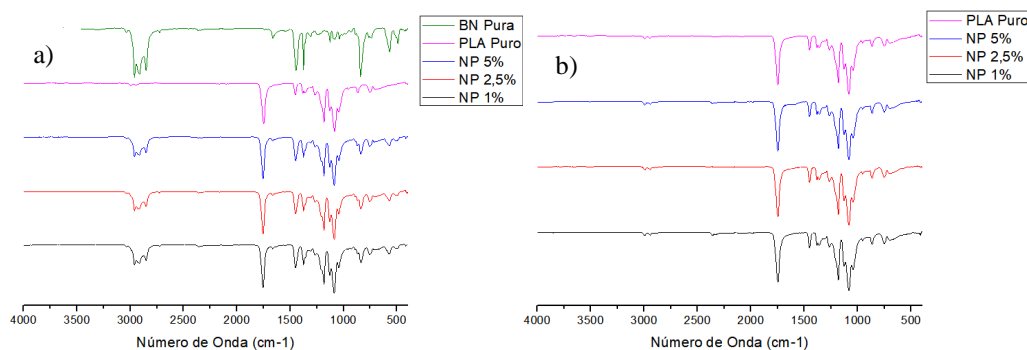 a)
BN Pura
PLA Puro
NP 5%
NP 2,5%
NP 1%
4000 3500 3000 2500 2000 1500 1000 500
Número de Onda (cm-1)
b)
PLA Puro
NP 5%
NP 2,5%
NP 1%
4000 3500 3000 2500 2000 1500 1000 500
Número de Onda (cm-1)